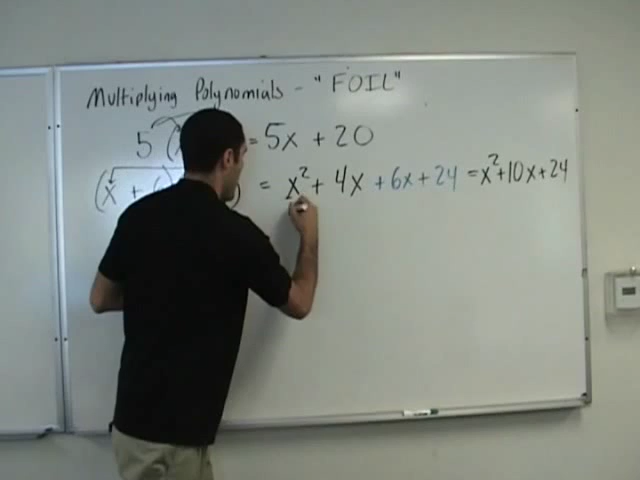 Multiplying Polynomials - "FOIL"
5 ( = 5x + 20
(x + ) = x² + 4x + 6x + 24 = x² + 10x + 24